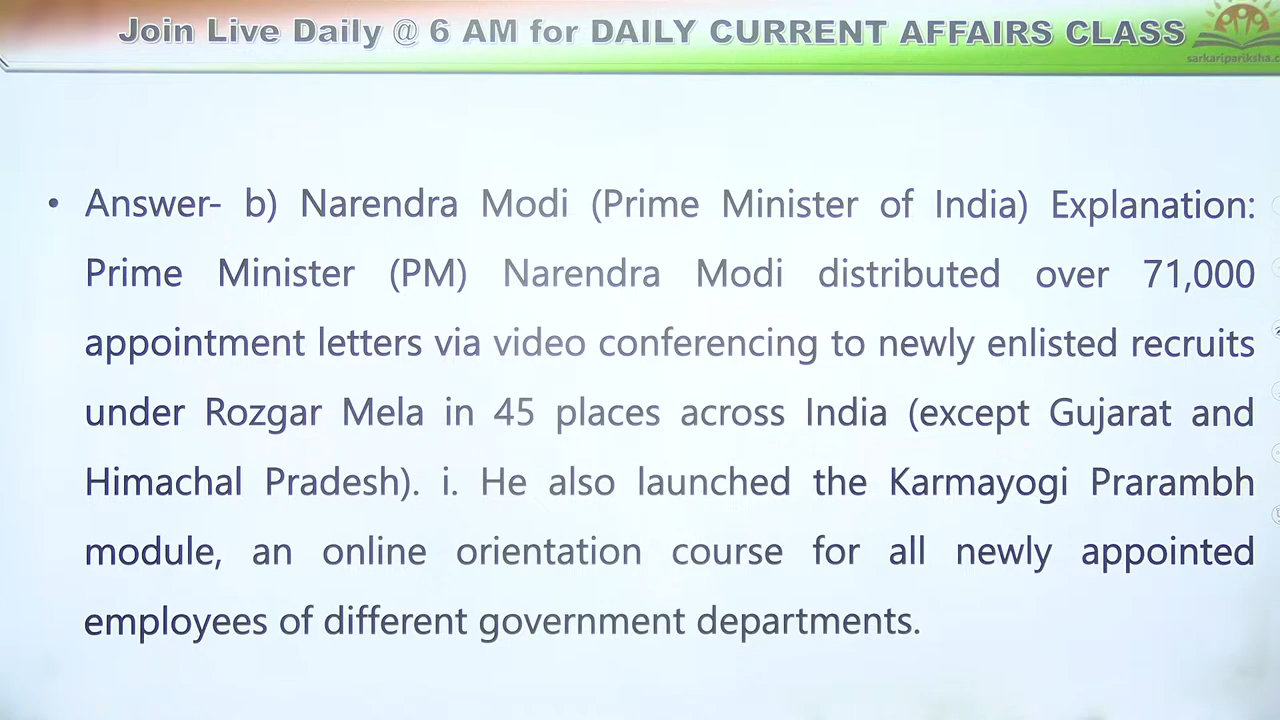 Join Live Daily @ 6 AM for DAILY CURRENT AFFAIRS CLASS
• Answer- b) Narendra Modi (Prime Minister of India) Explanation:
Prime Minister (PM) Narendra Modi distributed over 71,000
appointment letters via video conferencing to newly enlisted recruits
under Rozgar Mela in 45 places across India (except Gujarat and
Himachal Pradesh). i. He also launched the Karmayogi Prarambh
module, an online orientation course for all newly appointed
employees of different government departments.